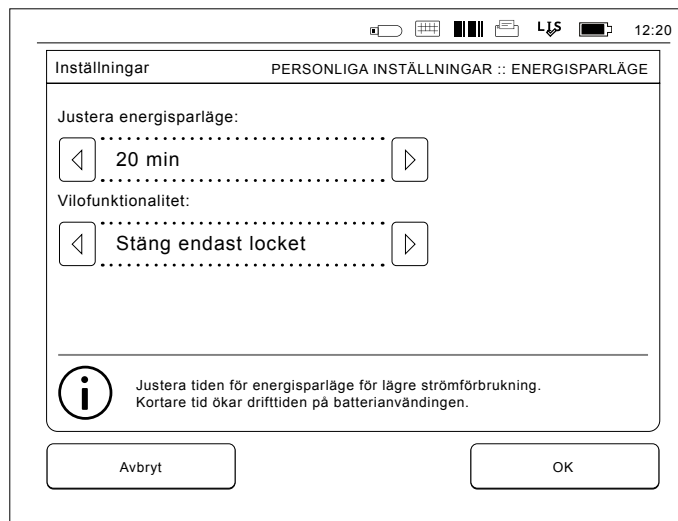 LIS 12:20
Inställningar PERSONLIGA INSTÄLLNINGAR :: ENERGISPARLÄGE
Justera energisparläge:
20 min
Vilofunktionalitet:
Stäng endast locket
Justera tiden för energisparläge för lägre strömförbrukning.
Kortare tid ökar drifttiden på batterianvändingen.
Avbryt OK